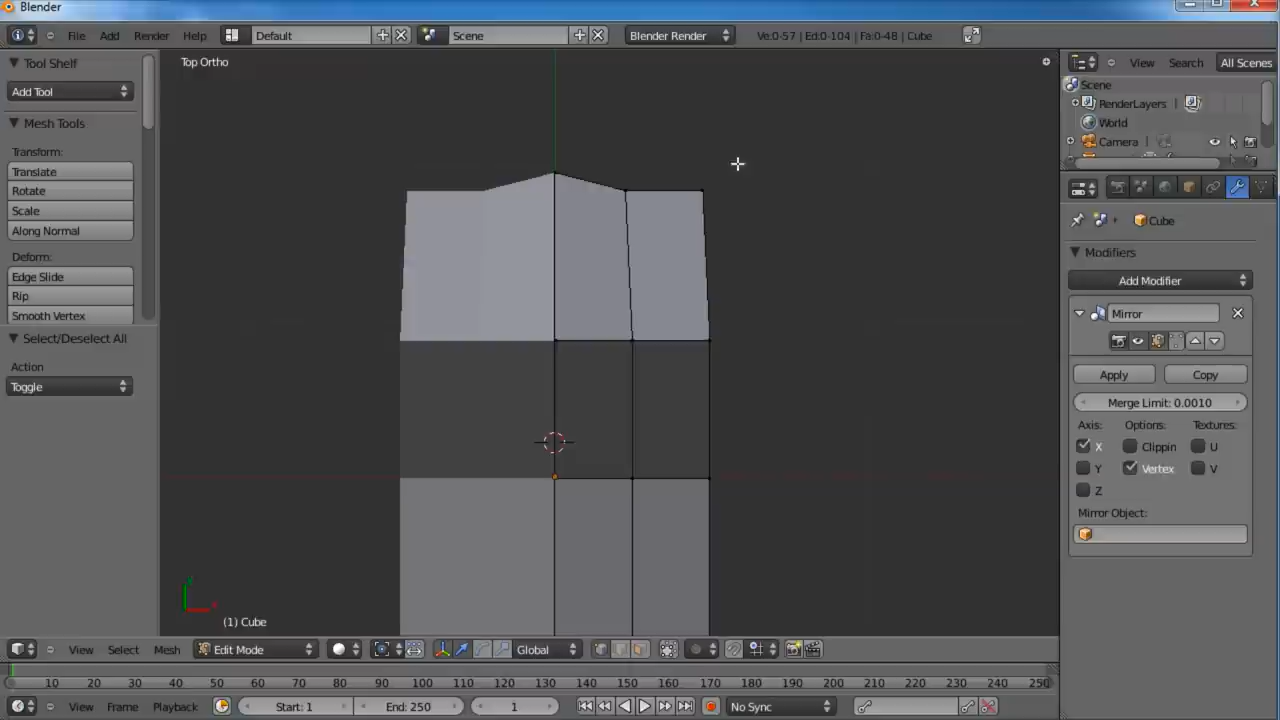 Blender
File Add Render Help Default Scene Blender Render Ve:0-57 | Ed:0-104 | Fa:0-48 | Cube
Tool Shelf
Add Tool
Mesh Tools
Transform:
Translate
Rotate
Scale
Along Normal
Deform:
Edge Slide
Rip
Smooth Vertex
Select/Deselect All
Action
Toggle
Top Ortho
(1) Cube
View Search All Scenes
Scene
RenderLayers
World
Camera
Cube
Modifiers
Add Modifier
Mirror
Apply Copy
Merge Limit: 0.0010
Axis: Options: Textures:
X Clippin U
Y Vertex V
Z
Mirror Object:
View Select Mesh Edit Mode Global
10 20 30 40 50 60 70 80 90 100 110 120 130 140 150 160 170 180 190 200 210 220 230 240 250
View Frame Playback Start: 1 End: 250 1 No Sync